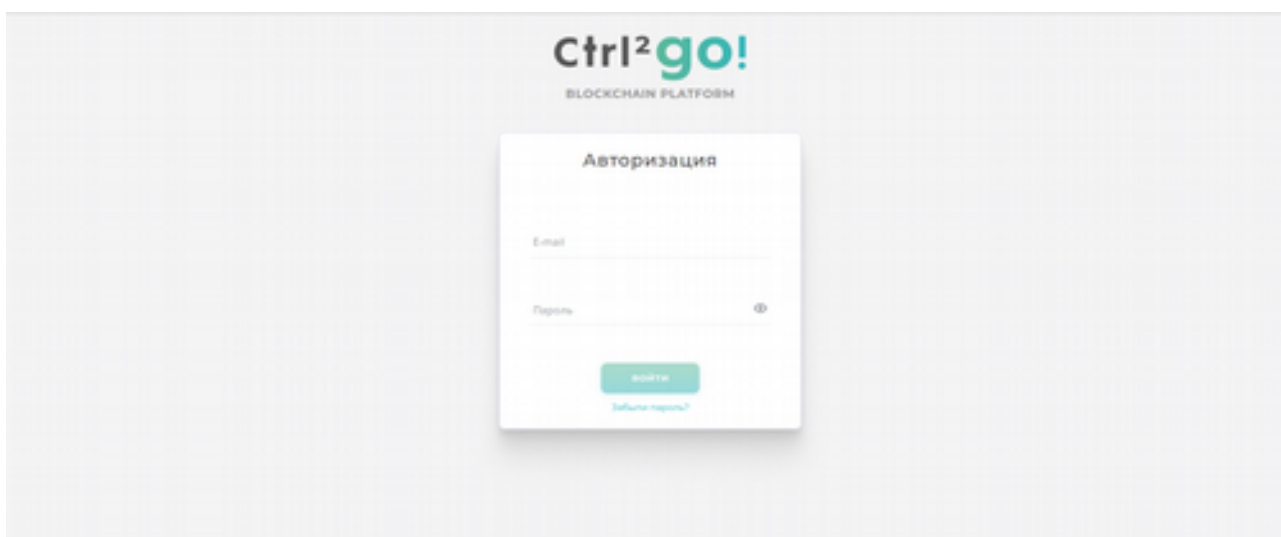 Ctrl²go!
BLOCKCHAIN PLATFORM
Авторизация
E-mail
Пароль
ВОЙТИ
Забыли пароль?